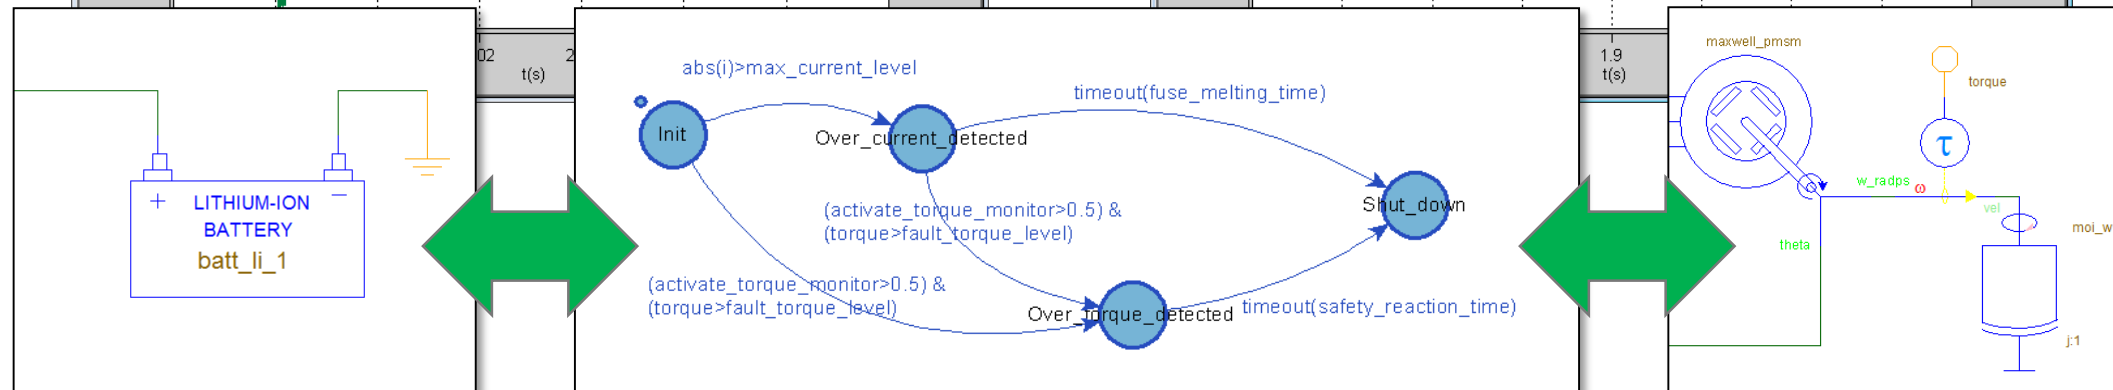 02
t(s)
2
1.9
t(s)
+
−
LITHIUM-ION
BATTERY
batt_li_1
abs(i)>max_current_level
timeout(fuse_melting_time)
Init
Over_current_detected
Shut_down
(activate_torque_monitor>0.5) &
(torque>fault_torque_level)
(activate_torque_monitor>0.5) &
(torque>fault_torque_level)
Over_torque_detected
timeout(safety_reaction_time)
maxwell_pmsm
torque
τ
w_radps
ω
vel
theta
moi_w
j:1